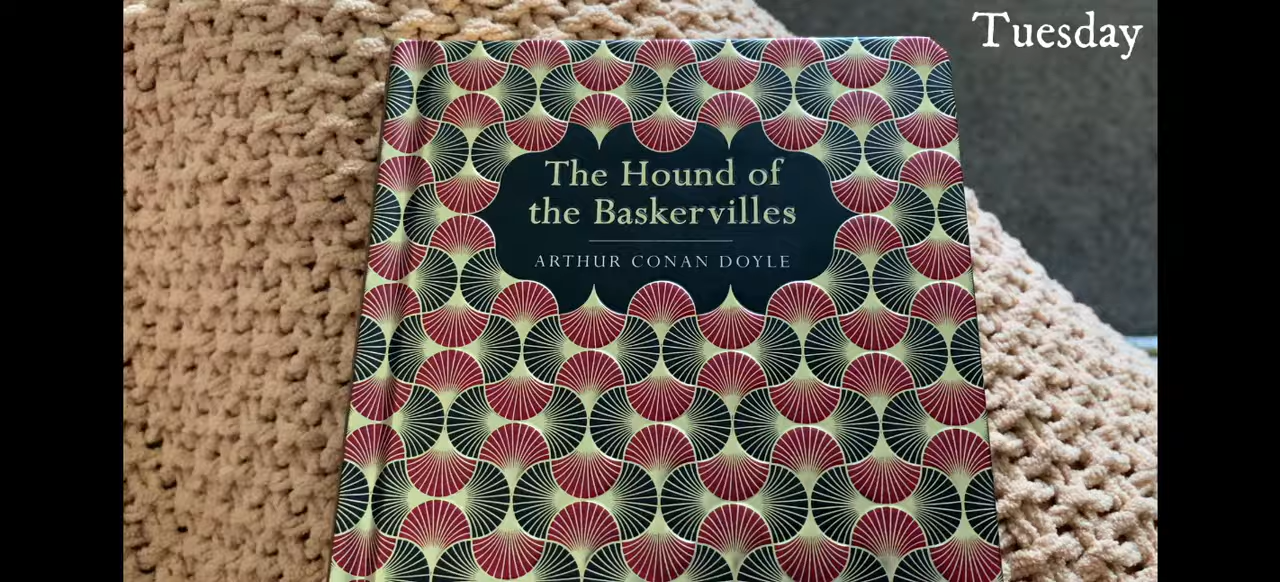 Tuesday
The Hound of
the Baskervilles
ARTHUR CONAN DOYLE